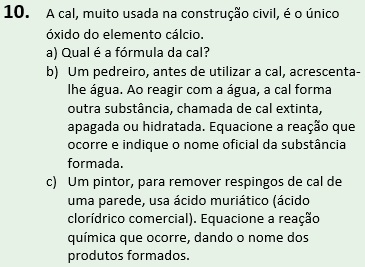 10. A cal, muito usada na construção civil, é o único
óxido do elemento cálcio.
a) Qual é a fórmula da cal?
b) Um pedreiro, antes de utilizar a cal, acrescenta-
lhe água. Ao reagir com a água, a cal forma
outra substância, chamada de cal extinta,
apagada ou hidratada. Equacione a reação que
ocorre e indique o nome oficial da substância
formada.
c) Um pintor, para remover respingos de cal de
uma parede, usa ácido muriático (ácido
clorídrico comercial). Equacione a reação
química que ocorre, dando o nome dos
produtos formados.